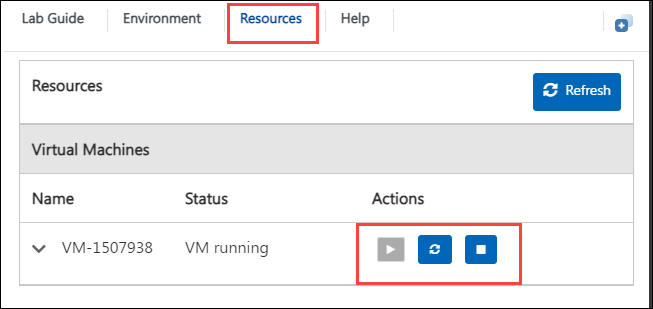 Lab Guide Environment Resources Help
Resources Refresh
Virtual Machines
Name Status Actions
VM-1507938 VM running